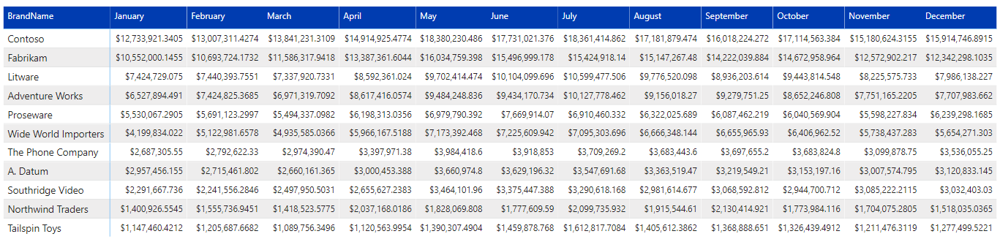 BrandName January February March April May June July August September October November December
Contoso $12,733,921.3405 $13,007,311.4274 $13,841,231.3109 $14,914,925.4774 $18,380,230.486 $17,731,021.376 $18,361,414.862 $17,181,879.474 $16,018,224.272 $17,114,563.384 $15,180,624.3155 $15,914,746.8915
Fabrikam $10,552,000.1455 $10,693,724.1732 $11,586,317.9418 $13,387,361.6044 $16,034,759.398 $15,496,999.178 $15,424,918.14 $15,147,267.48 $14,222,039.884 $14,672,958.964 $12,572,902.217 $12,342,298.1035
Litware $7,424,729.075 $7,440,393.7551 $7,337,920.7331 $8,592,361.024 $9,702,414.474 $10,104,099.696 $10,599,477.506 $9,776,520.098 $8,936,203.614 $9,443,814.548 $8,225,575.733 $7,986,138.227
Adventure Works $6,527,894.491 $7,424,825.3685 $6,971,319.7092 $8,617,416.0574 $9,484,248.836 $9,434,170.734 $10,127,778.462 $9,156,018.27 $9,279,751.25 $8,652,246.808 $7,751,165.2205 $7,707,983.662
Proseware $5,530,067.2905 $5,691,123.2997 $5,494,337.0982 $6,198,313.0356 $6,979,790.392 $7,669,914.07 $6,910,460.332 $6,322,025.689 $6,087,462.219 $6,040,569.904 $5,598,227.834 $6,239,298.1685
Wide World Importers $4,199,834.022 $5,122,981.6578 $4,935,585.0366 $5,966,167.5188 $7,173,392.468 $7,225,609.942 $7,095,303.696 $6,666,348.144 $6,655,965.93 $6,406,962.52 $5,738,437.283 $5,654,271.303
The Phone Company $2,687,305.55 $2,792,622.33 $2,974,390.47 $3,397,971.38 $3,984,418.6 $3,918,853 $3,709,269.2 $3,683,443.6 $3,697,655.2 $3,683,824.8 $3,099,878.75 $3,536,055.25
A. Datum $2,957,456.155 $2,715,461.802 $2,660,161.365 $3,000,453.388 $3,660,974.8 $3,629,196.32 $3,547,691.68 $3,363,519.47 $3,219,549.21 $3,153,197.16 $3,007,574.795 $3,120,833.145
Southridge Video $2,291,667.736 $2,241,556.2846 $2,497,950.5031 $2,655,627.2383 $3,464,101.96 $3,375,447.388 $3,290,618.168 $2,981,614.677 $3,068,592.812 $2,944,700.712 $3,085,222.2115 $3,032,403.03
Northwind Traders $1,400,926.5545 $1,555,736.9451 $1,418,523.5775 $2,037,168.0186 $1,828,069.808 $1,777,609.59 $2,099,735.932 $1,915,544.61 $2,130,414.921 $1,773,984.116 $1,704,075.2805 $1,518,035.0365
Tailspin Toys $1,147,460.4212 $1,205,687.6682 $1,089,756.3496 $1,120,563.9954 $1,390,307.4904 $1,459,878.768 $1,612,817.7084 $1,405,612.3862 $1,368,888.651 $1,326,439.4912 $1,211,476.3119 $1,277,499.5221